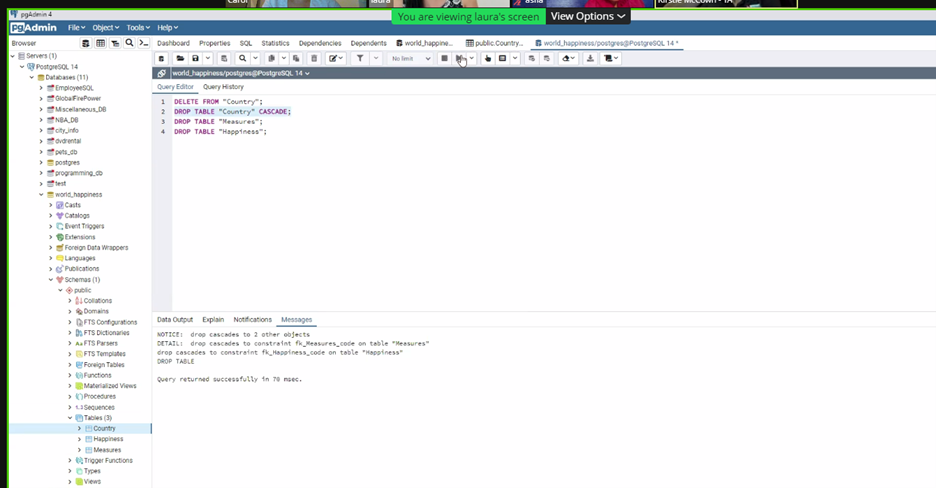 pgAdmin 4
Carol
laura
asila
Kirstie McCown - TA
You are viewing laura's screen
View Options
pgAdmin
File
Object
Tools
Help
Browser
Dashboard
Properties
SQL
Statistics
Dependencies
Dependents
world_happine...
public.Country...
world_happiness/postgres@PostgreSQL 14 *
No limit
world_happiness/postgres@PostgreSQL 14
Query Editor
Query History
1 DELETE FROM "Country";
2 DROP TABLE "Country" CASCADE;
3 DROP TABLE "Measures";
4 DROP TABLE "Happiness";
Servers (1)
PostgreSQL 14
Databases (11)
EmployeeSQL
GlobalFirePower
Miscellaneous_DB
NBA_DB
city_info
dvdrental
pets_db
postgres
programming_db
test
world_happiness
Casts
Catalogs
Event Triggers
Extensions
Foreign Data Wrappers
Languages
Publications
Schemas (1)
public
Collations
Domains
FTS Configurations
FTS Dictionaries
FTS Parsers
FTS Templates
Foreign Tables
Functions
Materialized Views
Procedures
1..3 Sequences
Tables (3)
Country
Happiness
Measures
Trigger Functions
Types
Views
Data Output
Explain
Notifications
Messages
NOTICE: drop cascades to 2 other objects
DETAIL: drop cascades to constraint fk_Measures_code on table "Measures"
drop cascades to constraint fk_Happiness_code on table "Happiness"
DROP TABLE
Query returned successfully in 78 msec.